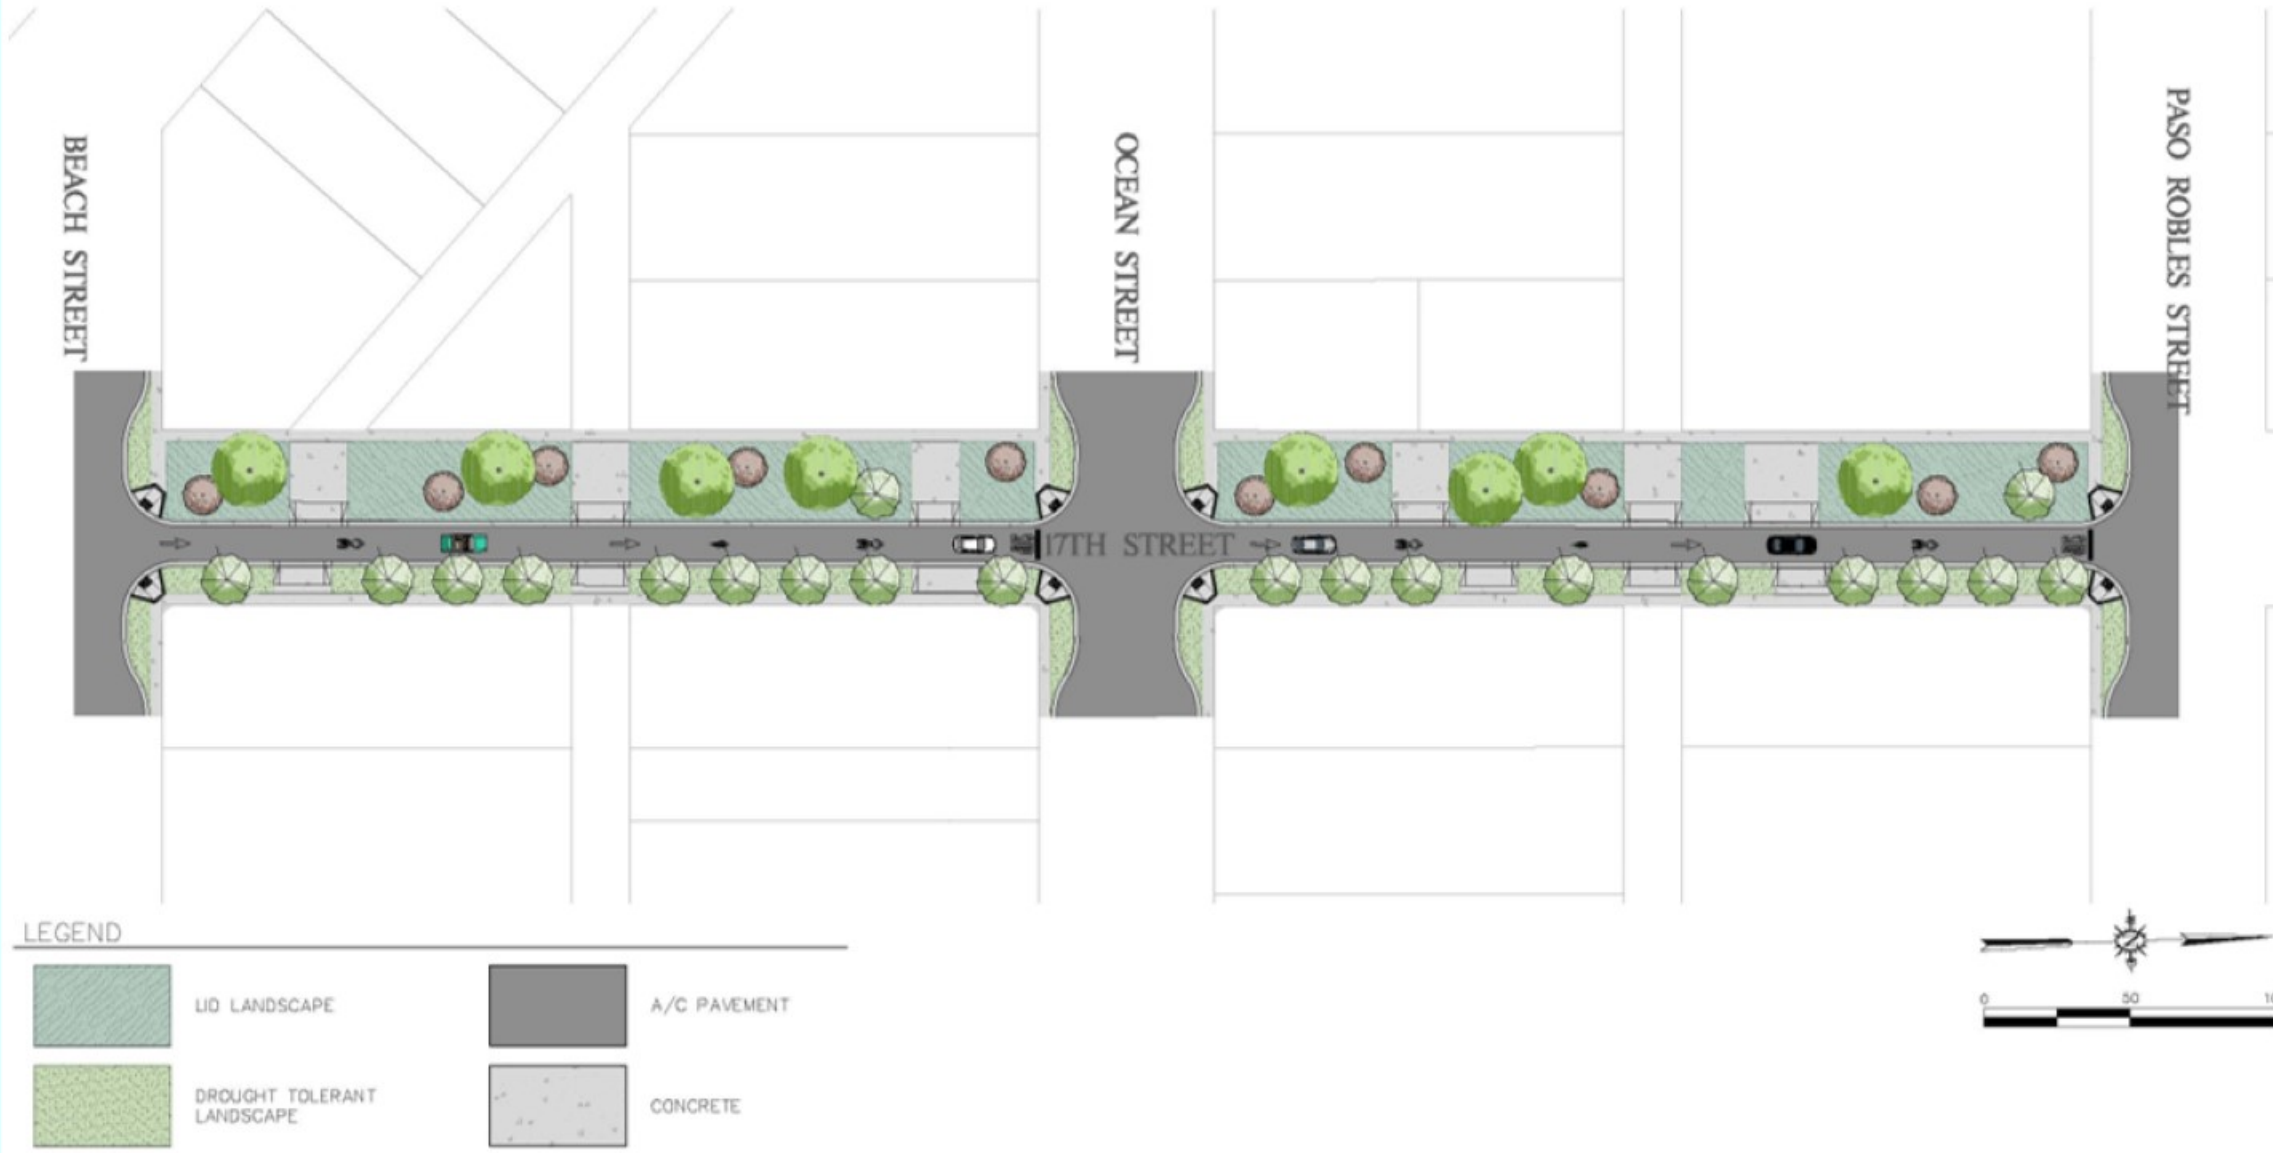 BEACH STREET
OCEAN STREET
PASO ROBLES STREET
17TH STREET
LEGEND
LID LANDSCAPE
A/C PAVEMENT
DROUGHT TOLERANT
LANDSCAPE
CONCRETE
0 50